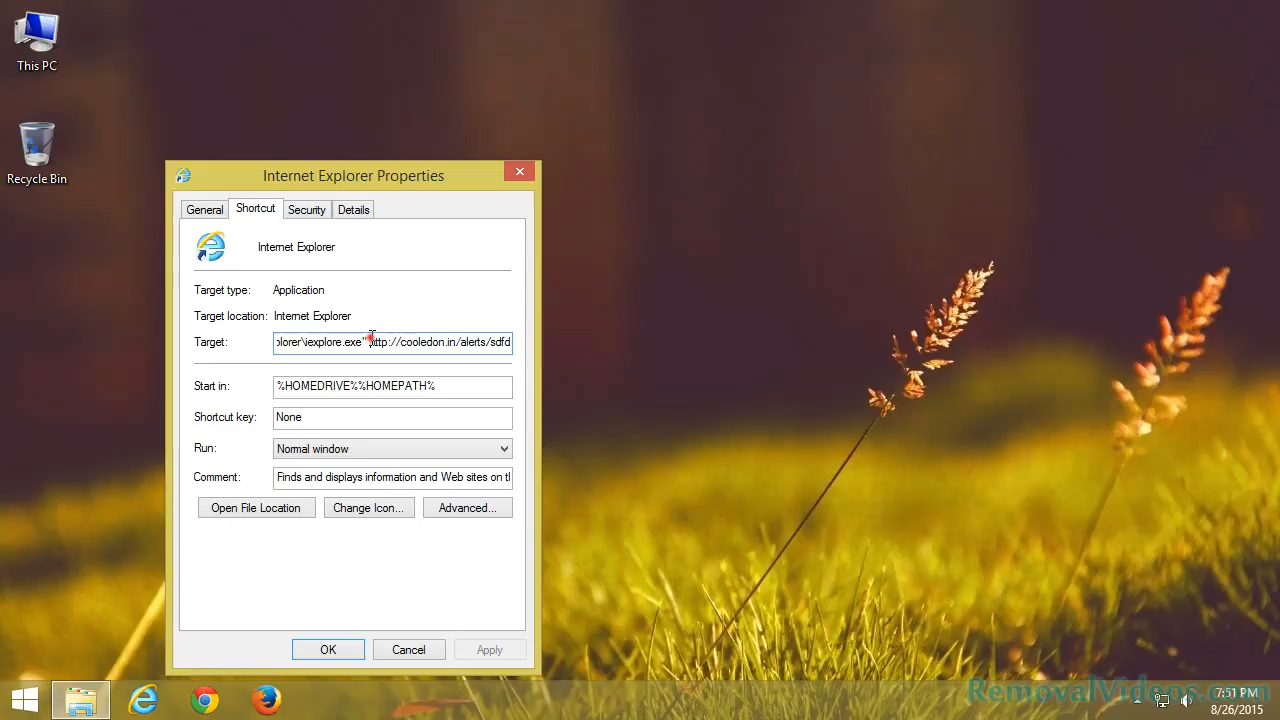 This PC
Recycle Bin
Internet Explorer Properties
General Shortcut Security Details
Internet Explorer
Target type: Application
Target location: Internet Explorer
Target: plorer\iexplore.exe" http://cooledon.in/alerts/sdfd
Start in: %HOMEDRIVE%%HOMEPATH%
Shortcut key: None
Run: Normal window
Comment: Finds and displays information and Web sites on tl
Open File Location Change Icon... Advanced...
OK Cancel Apply
RemovalVideos.com
7:51 PM
8/26/2015